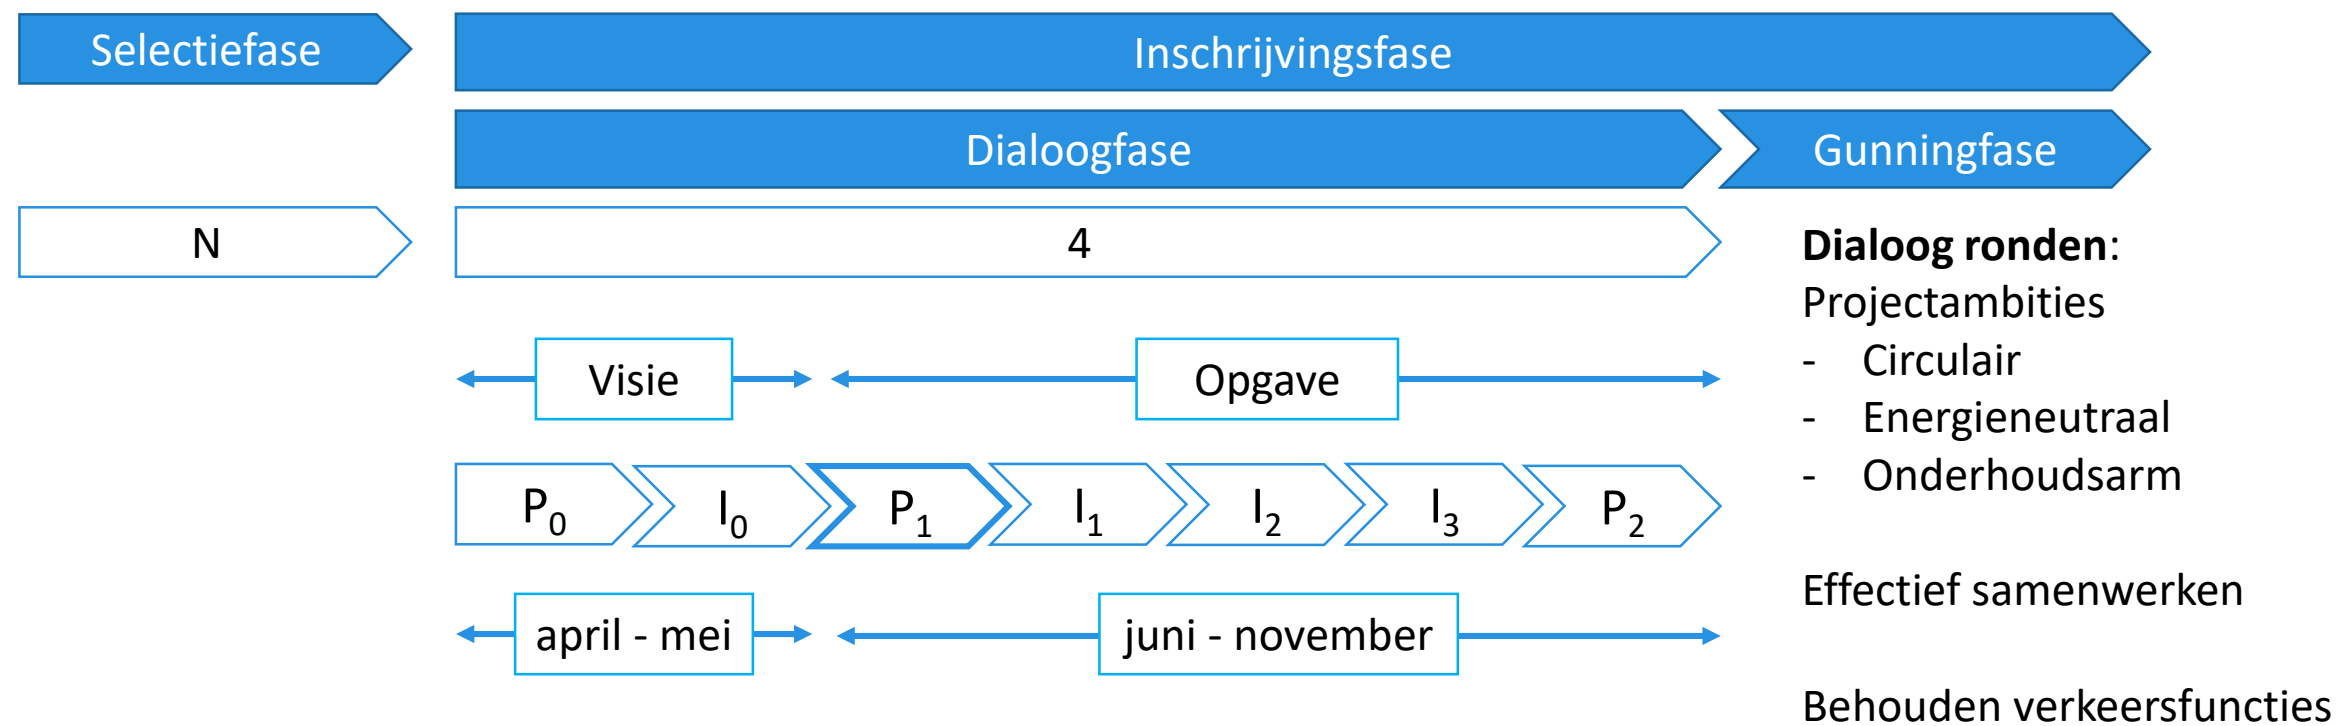 Selectiefase
Inschrijvingsfase
Dialoogfase
Gunningfase
N
4
Visie
Opgave
P0
I0
P1
I1
I2
I3
P2
april - mei
juni - november
Dialoog ronden:
Projectambities
- Circulair
- Energieneutraal
- Onderhoudsarm
Effectief samenwerken
Behouden verkeersfuncties